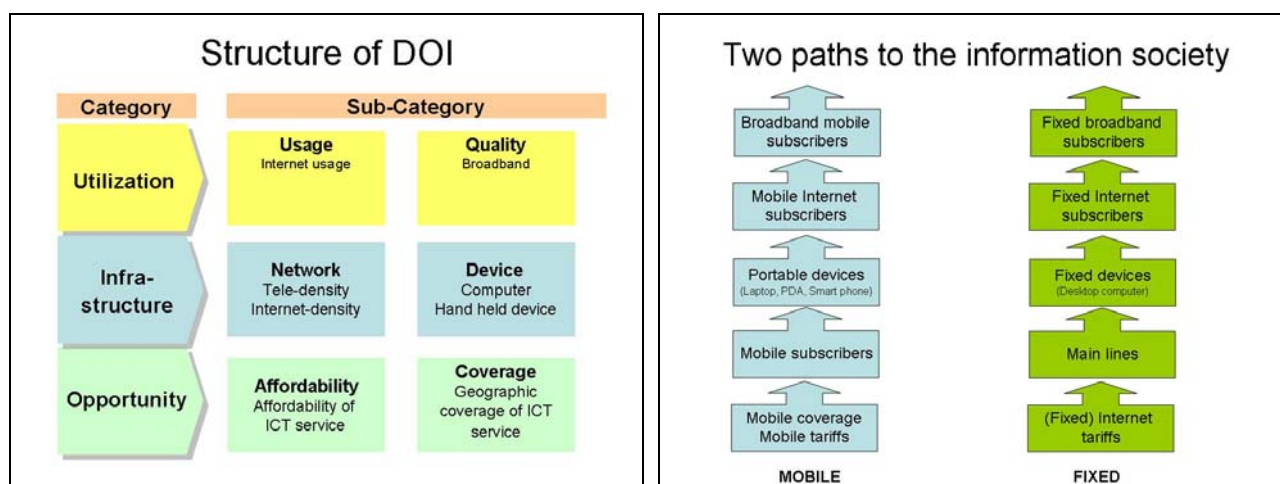 Structure of DOI
Category
Sub-Category
Utilization
Usage
Internet usage
Quality
Broadband
Infra-
structure
Network
Tele-density
Internet-density
Device
Computer
Hand held device
Opportunity
Affordability
Affordability of
ICT service
Coverage
Geographic
coverage of ICT
service
Two paths to the information society
Broadband mobile
subscribers
Mobile Internet
subscribers
Portable devices
(Laptop, PDA, Smart phone)
Mobile subscribers
Mobile coverage
Mobile tariffs
MOBILE
Fixed broadband
subscribers
Fixed Internet
subscribers
Fixed devices
(Desktop computer)
Main lines
(Fixed) Internet
tariffs
FIXED